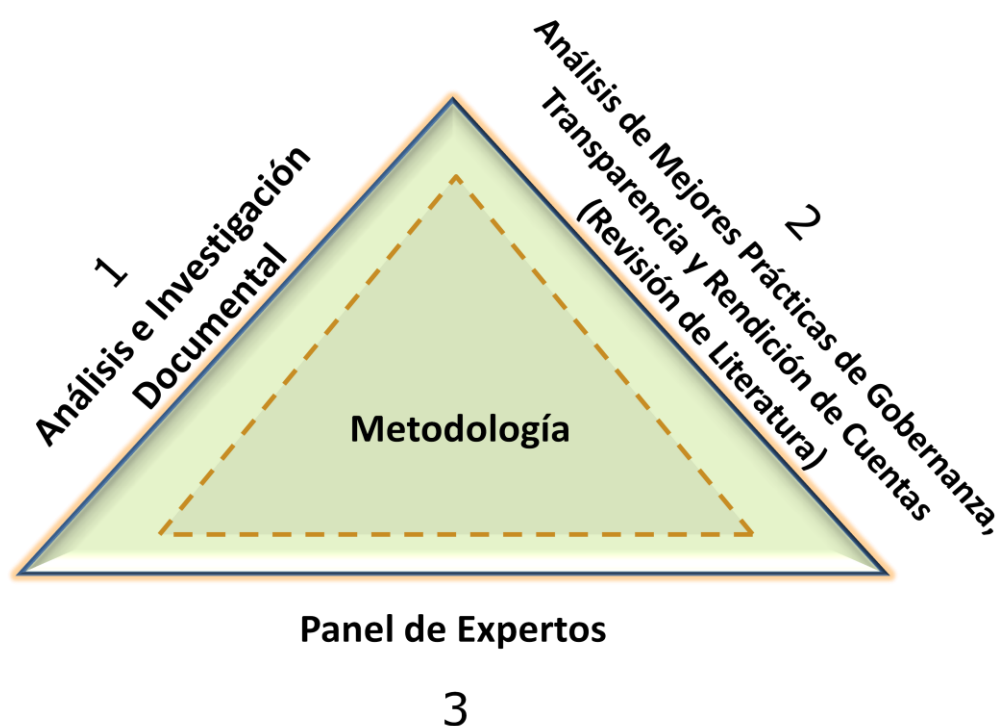 1
Análisis e Investigación
Documental
2
Análisis de Mejores Prácticas de Gobernanza,
Transparencia y Rendición de Cuentas
(Revisión de Literatura)
Metodología
Panel de Expertos
3